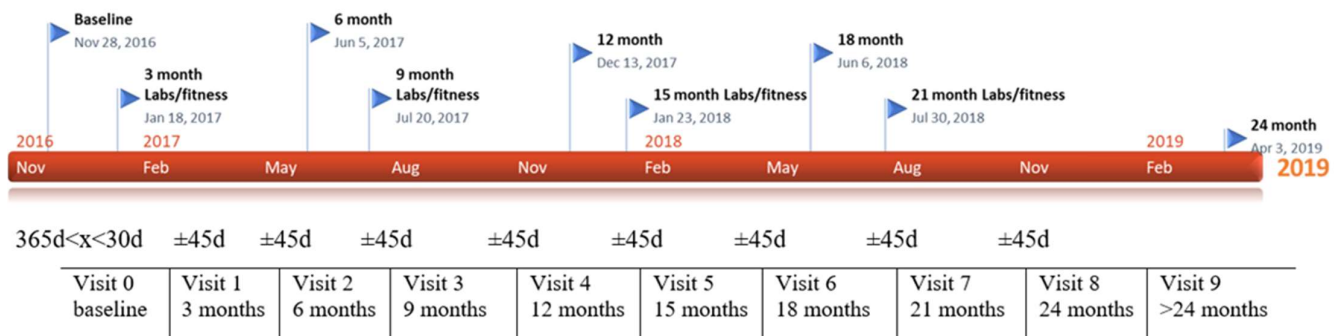 Baseline
Nov 28, 2016
3 month
Labs/fitness
Jan 18, 2017
6 month
Jun 5, 2017
9 month
Labs/fitness
Jul 20, 2017
12 month
Dec 13, 2017
15 month Labs/fitness
Jan 23, 2018
18 month
Jun 6, 2018
21 month Labs/fitness
Jul 30, 2018
24 month
Apr 3, 2019
2016 2017 2018 2019
Nov Feb May Aug Nov Feb May Aug Nov Feb 2019
365d<x<30d ±45d ±45d ±45d ±45d ±45d ±45d ±45d ±45d
Visit 0 Visit 1 Visit 2 Visit 3 Visit 4 Visit 5 Visit 6 Visit 7 Visit 8 Visit 9
baseline 3 months 6 months 9 months 12 months 15 months 18 months 21 months 24 months >24 months